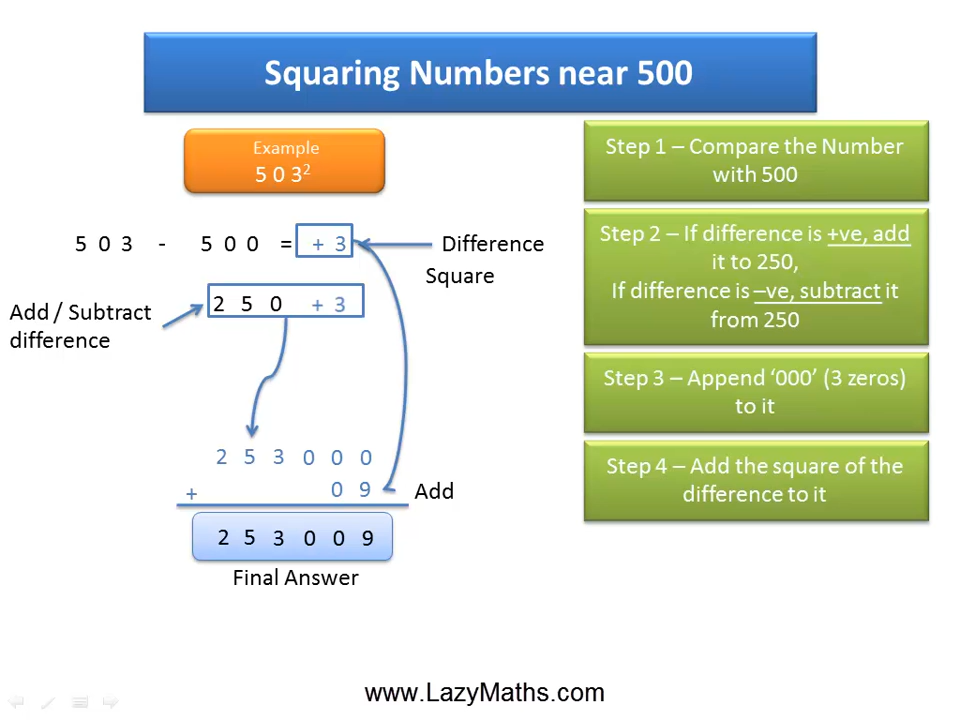 Squaring Numbers near 500
Example
5 0 3²
5 0 3 - 5 0 0 = + 3
Difference
Square
2 5 0 + 3
Add / Subtract
difference
2 5 3 0 0 0
+ 0 9
Add
2 5 3 0 0 9
Final Answer
Step 1 – Compare the Number
with 500
Step 2 – If difference is +ve, add
it to 250,
If difference is –ve, subtract it
from 250
Step 3 – Append ‘000’ (3 zeros)
to it
Step 4 – Add the square of the
difference to it
www.LazyMaths.com